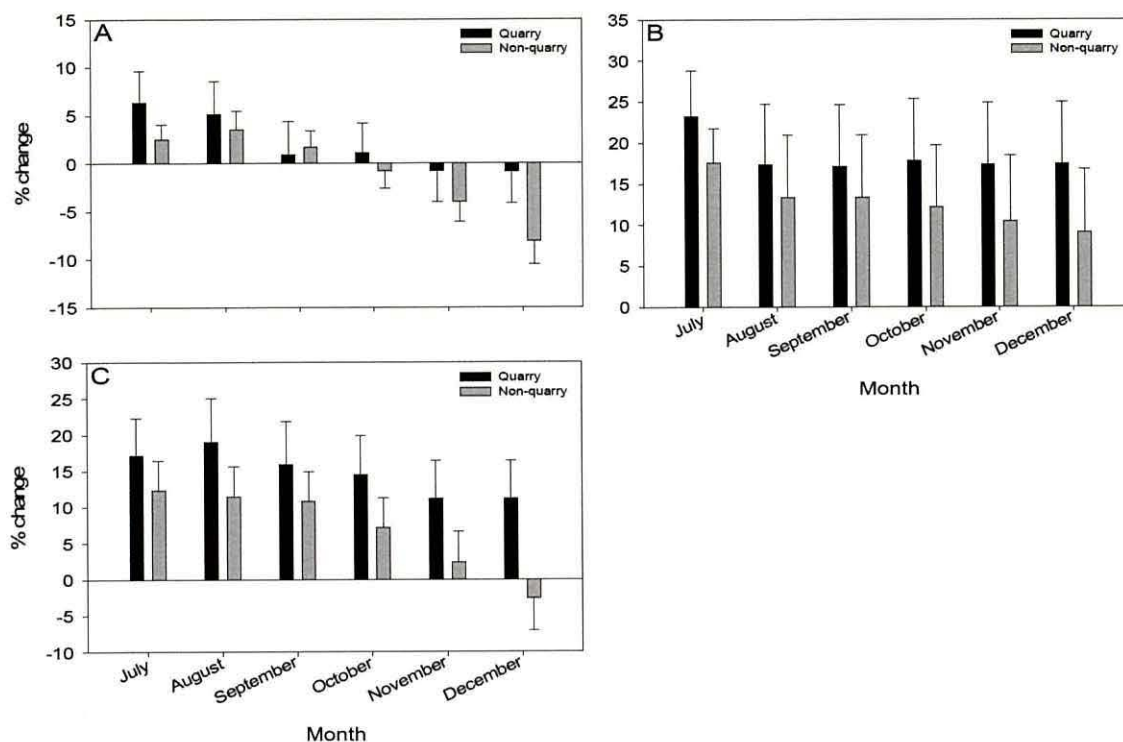 A
Quarry
Non-quarry
15
10
5
0
-5
-10
-15
% change
B
Quarry
Non-quarry
35
30
25
20
15
10
5
0
July
August
September
October
November
December
Month
C
Quarry
Non-quarry
30
25
20
15
10
5
0
-5
-10
% change
July
August
September
October
November
December
Month